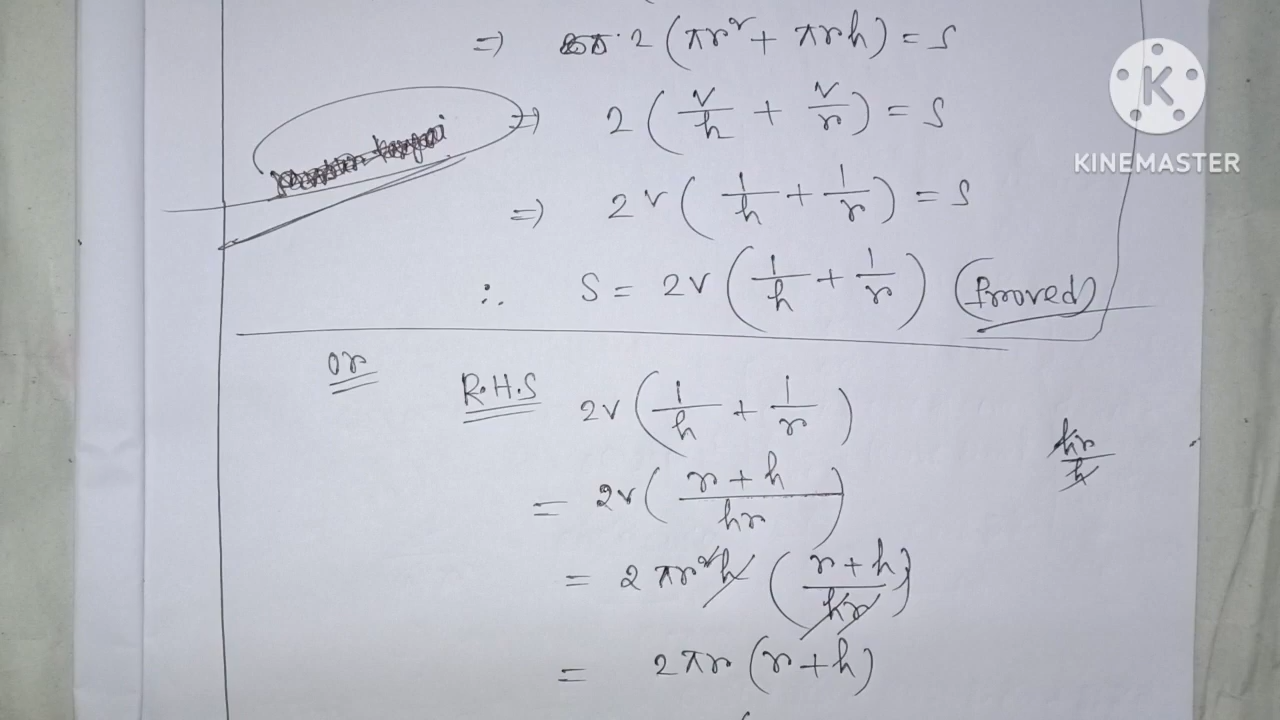 ⇒ 2 (πr² + πrh) = S
⇒ 2 (V/h + V/r) = S
⇒ 2V (1/h + 1/r) = S
∴ S = 2V (1/h + 1/r) (Proved)
or
R.H.S 2V (1/h + 1/r)
= 2V (r + h / hr)
= 2πr²h (r + h / hr)
= 2πr (r + h)
K
KINEMASTER